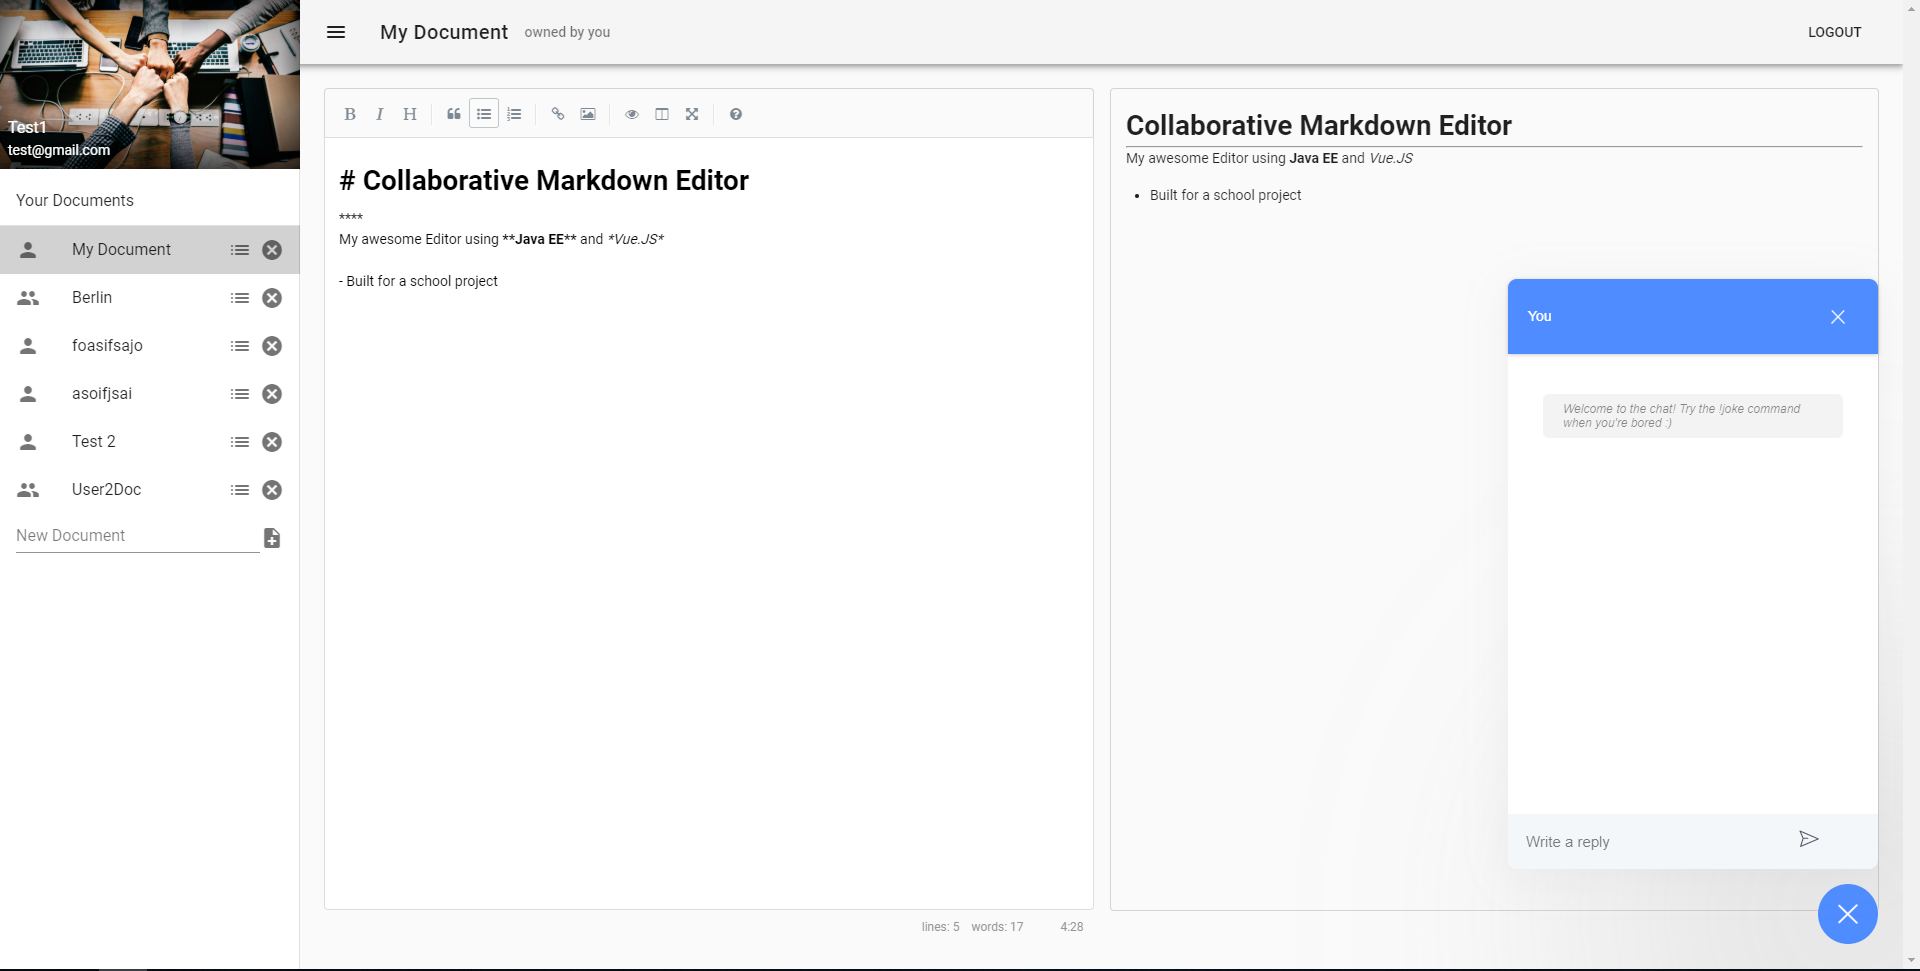 Test1
test@gmail.com
Your Documents
My Document
Berlin
foasifsajo
asoifjsai
Test 2
User2Doc
New Document
My Document owned by you
LOGOUT
B I H
# Collaborative Markdown Editor
****
My awesome Editor using **Java EE** and *Vue.JS*
- Built for a school project
lines: 5 words: 17 4:28
Collaborative Markdown Editor
My awesome Editor using Java EE and Vue.JS
• Built for a school project
You
Welcome to the chat! Try the !joke command
when you're bored :)
Write a reply